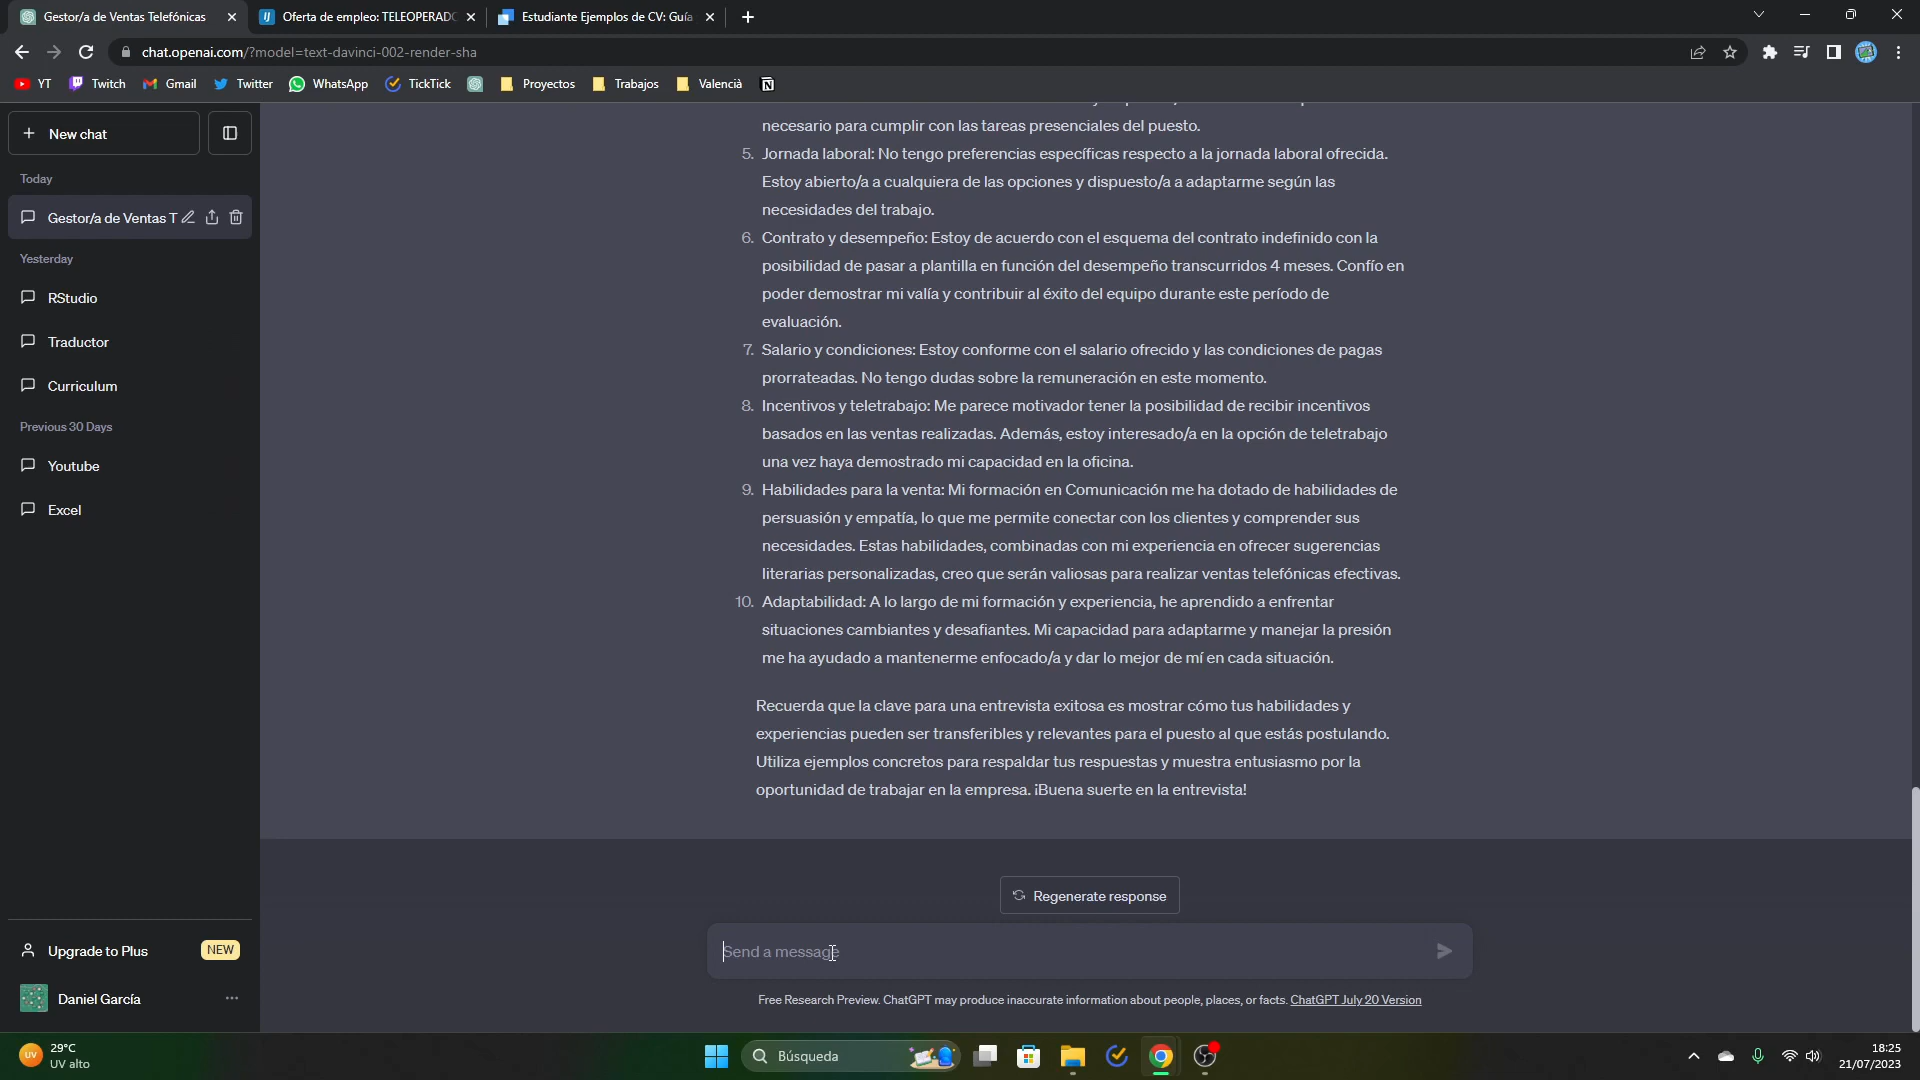 Gestor/a de Ventas Telefónicas
Oferta de empleo: TELEOPERADO
Estudiante Ejemplos de CV: Guía
chat.openai.com/?model=text-davinci-002-render-sha
YT
Twitch
Gmail
Twitter
WhatsApp
TickTick
Proyectos
Trabajos
Valencià
New chat
Today
Gestor/a de Ventas T
Yesterday
RStudio
Traductor
Curriculum
Previous 30 Days
Youtube
Excel
Upgrade to Plus
NEW
Daniel García
necesario para cumplir con las tareas presenciales del puesto.
5. Jornada laboral: No tengo preferencias específicas respecto a la jornada laboral ofrecida.
Estoy abierto/a a cualquiera de las opciones y dispuesto/a a adaptarme según las
necesidades del trabajo.
6. Contrato y desempeño: Estoy de acuerdo con el esquema del contrato indefinido con la
posibilidad de pasar a plantilla en función del desempeño transcurridos 4 meses. Confío en
poder demostrar mi valía y contribuir al éxito del equipo durante este período de
evaluación.
7. Salario y condiciones: Estoy conforme con el salario ofrecido y las condiciones de pagas
prorrateadas. No tengo dudas sobre la remuneración en este momento.
8. Incentivos y teletrabajo: Me parece motivador tener la posibilidad de recibir incentivos
basados en las ventas realizadas. Además, estoy interesado/a en la opción de teletrabajo
una vez haya demostrado mi capacidad en la oficina.
9. Habilidades para la venta: Mi formación en Comunicación me ha dotado de habilidades de
persuasión y empatía, lo que me permite conectar con los clientes y comprender sus
necesidades. Estas habilidades, combinadas con mi experiencia en ofrecer sugerencias
literarias personalizadas, creo que serán valiosas para realizar ventas telefónicas efectivas.
10. Adaptabilidad: A lo largo de mi formación y experiencia, he aprendido a enfrentar
situaciones cambiantes y desafiantes. Mi capacidad para adaptarme y manejar la presión
me ha ayudado a mantenerme enfocado/a y dar lo mejor de mí en cada situación.
Recuerda que la clave para una entrevista exitosa es mostrar cómo tus habilidades y
experiencias pueden ser transferibles y relevantes para el puesto al que estás postulando.
Utiliza ejemplos concretos para respaldar tus respuestas y muestra entusiasmo por la
oportunidad de trabajar en la empresa. ¡Buena suerte en la entrevista!
Regenerate response
Send a message
Free Research Preview. ChatGPT may produce inaccurate information about people, places, or facts. ChatGPT July 20 Version
UV
29°C
UV alto
Búsqueda
18:25
21/07/2023